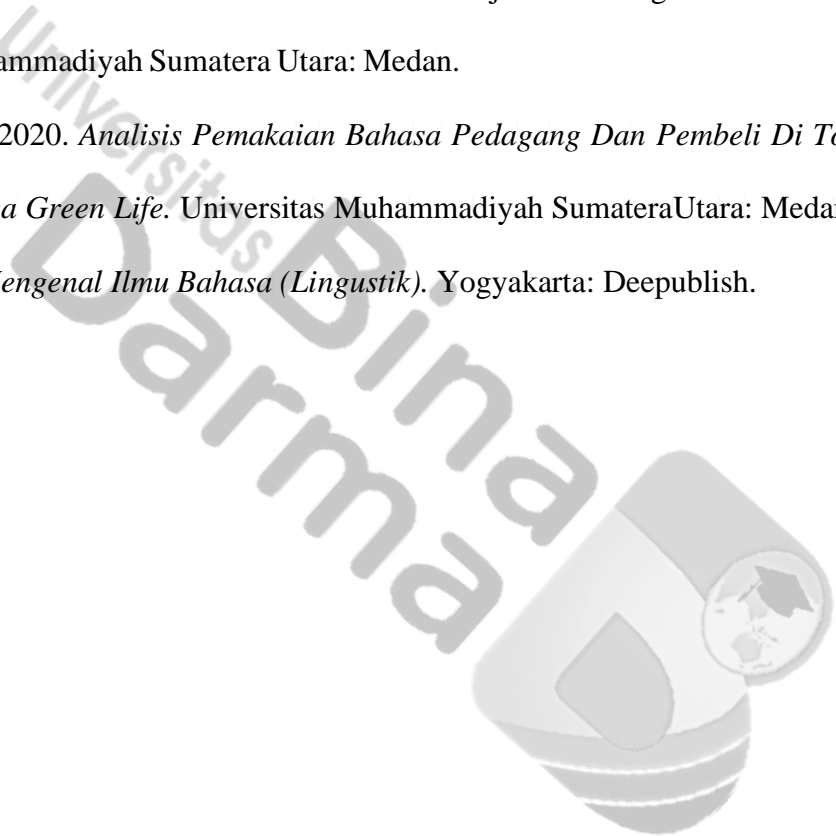 ammadiyah Sumatera Utara: Medan.
2020. Analisis Pemakaian Bahasa Pedagang Dan Pembeli Di To
a Green Life. Universitas Muhammadiyah SumateraUtara: Medan
engenal Ilmu Bahasa (Lingustik). Yogyakarta: Deepublish.
Universitas
Bina
Darma